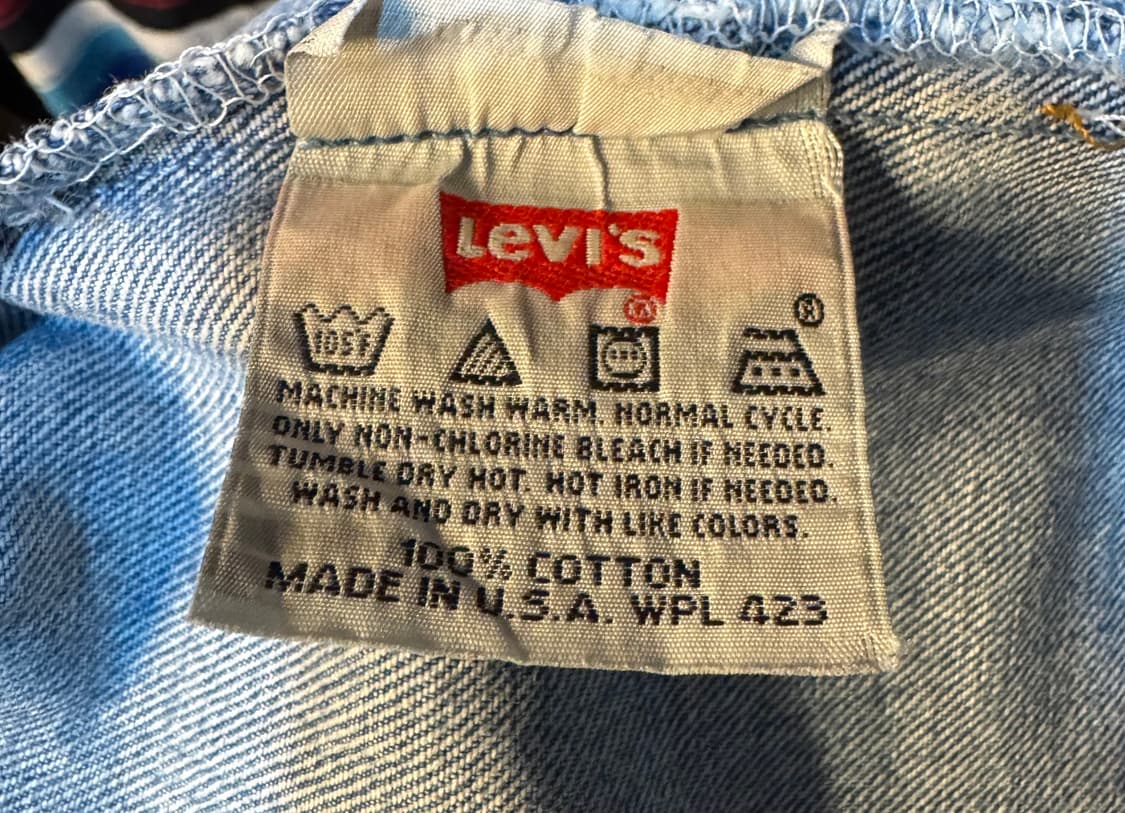 Levi's
®
®
105F
MACHINE WASH WARM. NORMAL CYCLE.
ONLY NON-CHLORINE BLEACH IF NEEDED.
TUMBLE DRY HOT. HOT IRON IF NEEDED.
WASH AND DRY WITH LIKE COLORS.
100% COTTON
MADE IN U.S.A. WPL 423